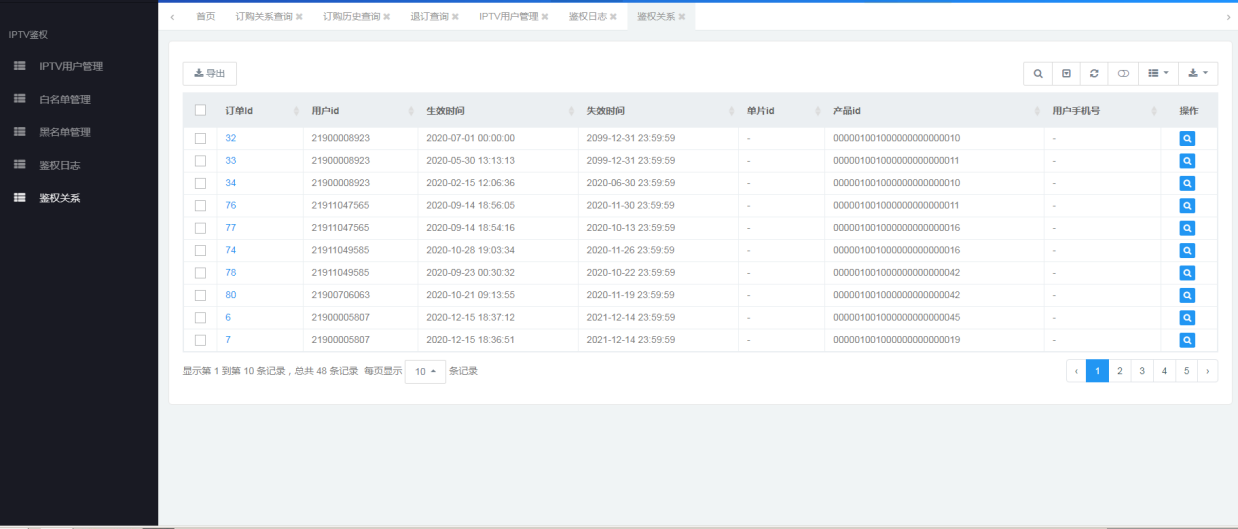 首页 订购关系查询 订购历史查询 退订查询 IPTV用户管理 鉴权日志 鉴权关系
IPTV鉴权
IPTV用户管理
白名单管理
黑名单管理
鉴权日志
鉴权关系
导出
订单id 用户id 生效时间 失效时间 单片id 产品id 用户手机号 操作
32 21900008923 2020-07-01 00:00:00 2099-12-31 23:59:59 - 000001001000000000000010 -
33 21900008923 2020-05-30 13:13:13 2099-12-31 23:59:59 - 000001001000000000000011 -
34 21900008923 2020-02-15 12:06:36 2020-06-30 23:59:59 - 000001001000000000000010 -
76 21911047565 2020-09-14 18:56:05 2020-11-30 23:59:59 - 000001001000000000000011 -
77 21911047565 2020-09-14 18:54:16 2020-10-13 23:59:59 - 000001001000000000000016 -
74 21911049585 2020-10-28 19:03:34 2020-11-26 23:59:59 - 000001001000000000000016 -
78 21911049585 2020-09-23 00:30:32 2020-10-22 23:59:59 - 000001001000000000000042 -
80 21900706063 2020-10-21 09:13:55 2020-11-19 23:59:59 - 000001001000000000000042 -
6 21900005807 2020-12-15 18:37:12 2021-12-14 23:59:59 - 000001001000000000000045 -
7 21900005807 2020-12-15 18:36:51 2021-12-14 23:59:59 - 000001001000000000000019 -
显示第 1 到第 10 条记录，总共 48 条记录 每页显示 10 条记录 ‹ 1 2 3 4 5 ›